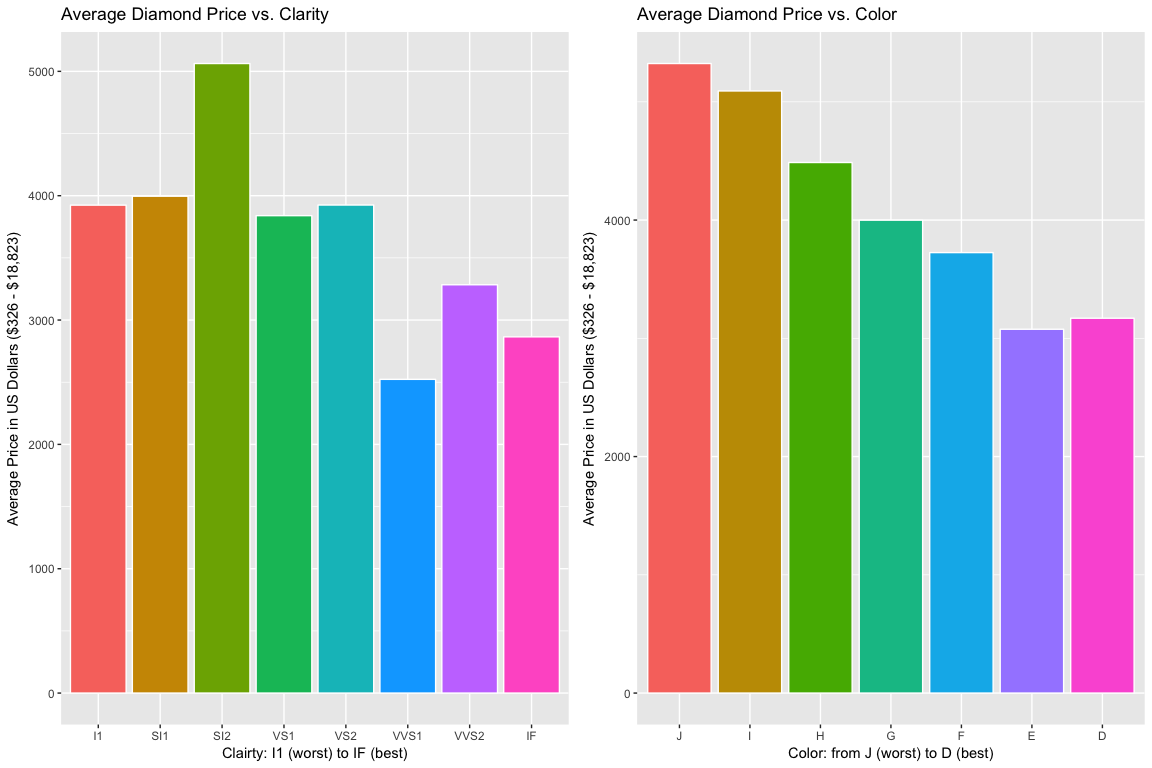 Average Diamond Price vs. Clarity
Average Price in US Dollars ($326 - $18,823)
5000
4000
3000
2000
1000
0
I1 SI1 SI2 VS1 VS2 VVS1 VVS2 IF
Clairty: I1 (worst) to IF (best)
Average Diamond Price vs. Color
Average Price in US Dollars ($326 - $18,823)
4000
2000
0
J I H G F E D
Color: from J (worst) to D (best)